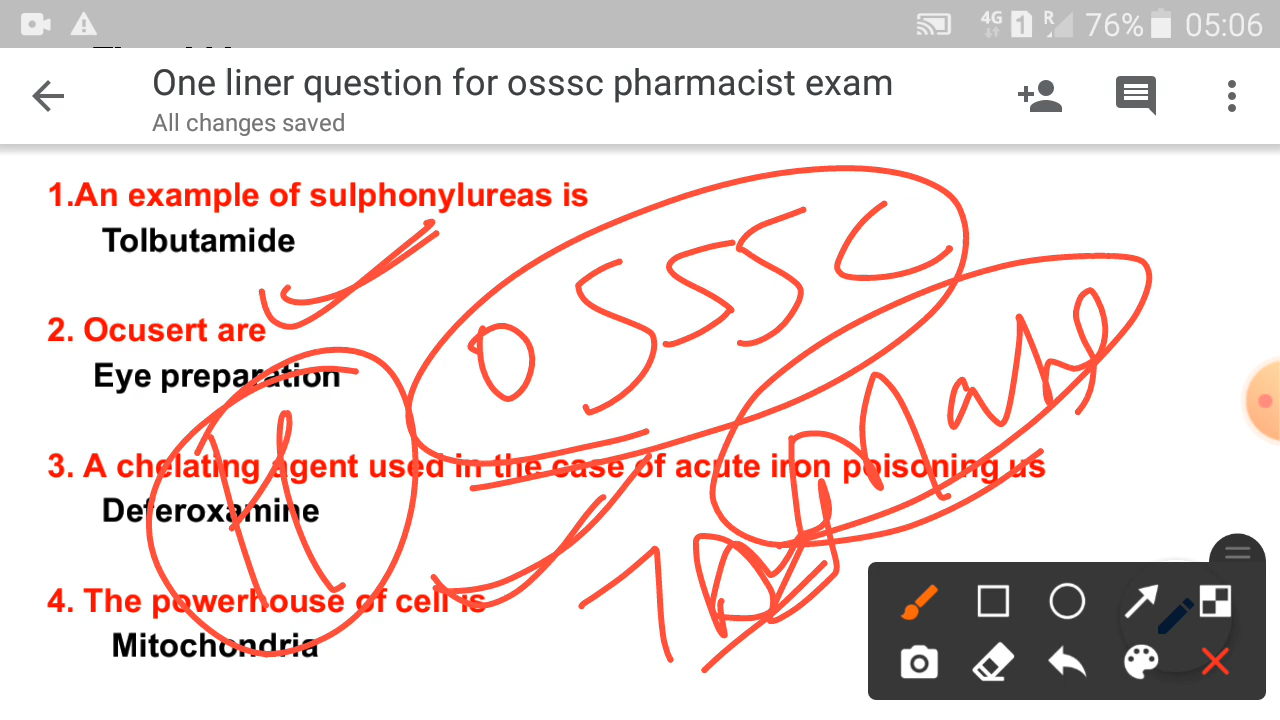 4G 1 R 76% 05:06
One liner question for osssc pharmacist exam
All changes saved
1.An example of sulphonylureas is
Tolbutamide
2. Ocusert are
Eye preparation
3. A chelating agent used in the case of acute iron poisoning us
Deferoxamine
4. The powerhouse of cell is
Mitochondria
OSSSC